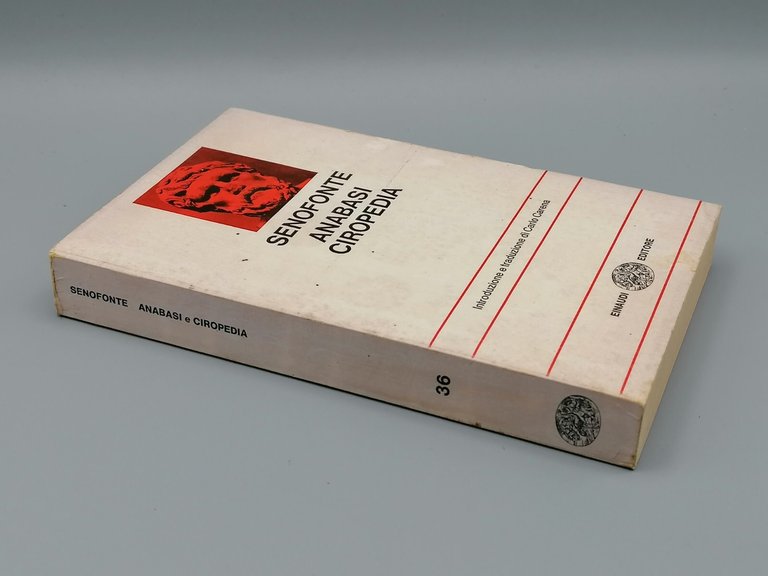 SENOFONTE
ANABASI
CIROPEDIA
Introduzione e traduzione di Carlo Carena
EINAUDI EDITORE
SENOFONTE ANABASI e CIROPEDIA
36